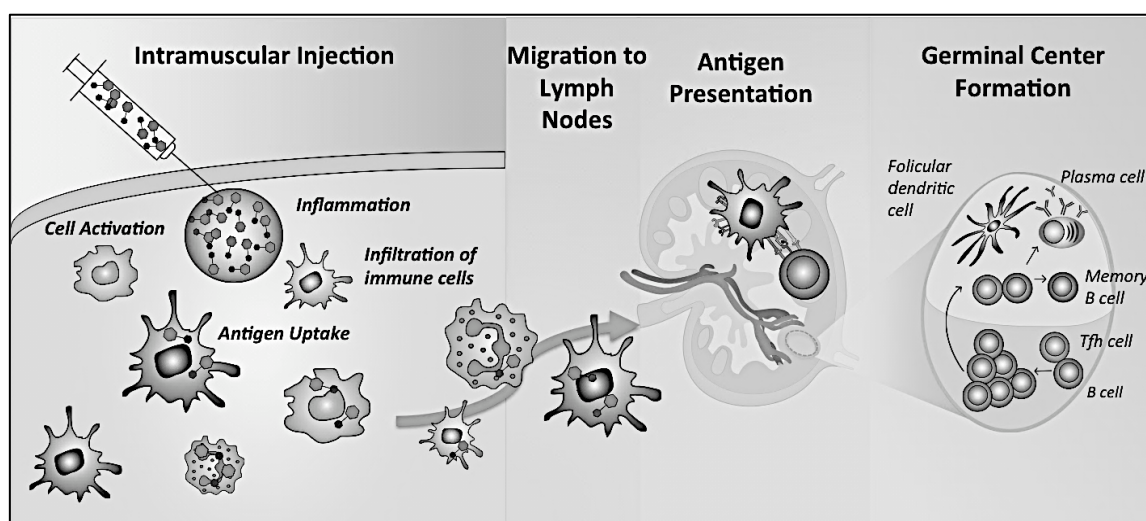 Intramuscular Injection
Migration to
Lymph
Nodes
Antigen
Presentation
Germinal Center
Formation
Cell Activation
Inflammation
Infiltration of
immune cells
Antigen Uptake
Folicular
dendritic
cell
Plasma cell
Memory
B cell
Tfh cell
B cell